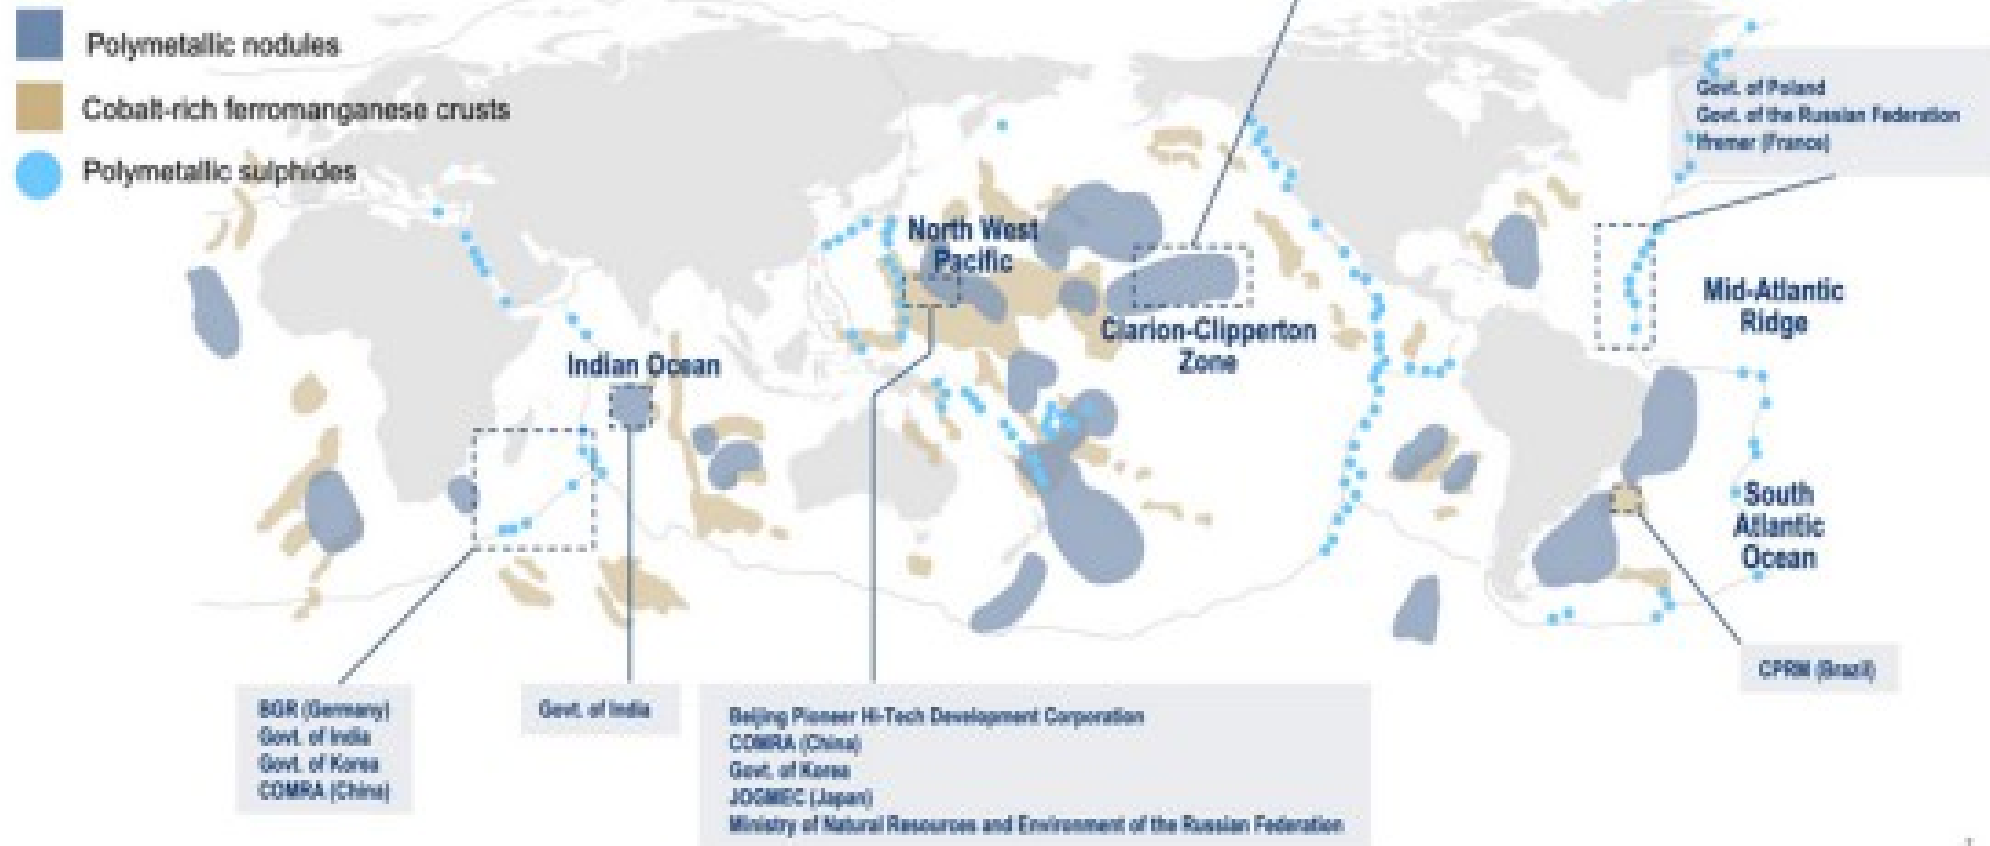 Polymetallic nodules
Cobalt-rich ferromanganese crusts
Polymetallic sulphides
Govt. of Poland
Govt. of the Russian Federation
Ifremer (France)
North West
Pacific
Clarion-Clipperton
Zone
Mid-Atlantic
Ridge
Indian Ocean
South
Atlantic
Ocean
CPRM (Brazil)
BGR (Germany)
Govt. of India
Govt. of Korea
COMRA (China)
Govt. of India
Beijing Pioneer Hi-Tech Development Corporation
COMRA (China)
Govt. of Korea
JOGMEC (Japan)
Ministry of Natural Resources and Environment of the Russian Federation